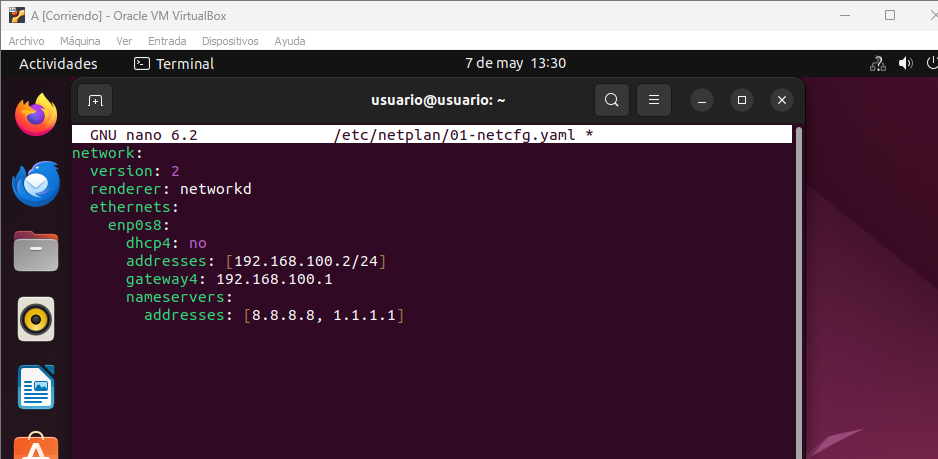 A [Corriendo] - Oracle VM VirtualBox
Archivo Máquina Ver Entrada Dispositivos Ayuda
Actividades Terminal 7 de may 13:30
usuario@usuario: ~
GNU nano 6.2 /etc/netplan/01-netcfg.yaml *
network:
  version: 2
  renderer: networkd
  ethernets:
    enp0s8:
      dhcp4: no
      addresses: [192.168.100.2/24]
      gateway4: 192.168.100.1
      nameservers:
        addresses: [8.8.8.8, 1.1.1.1]